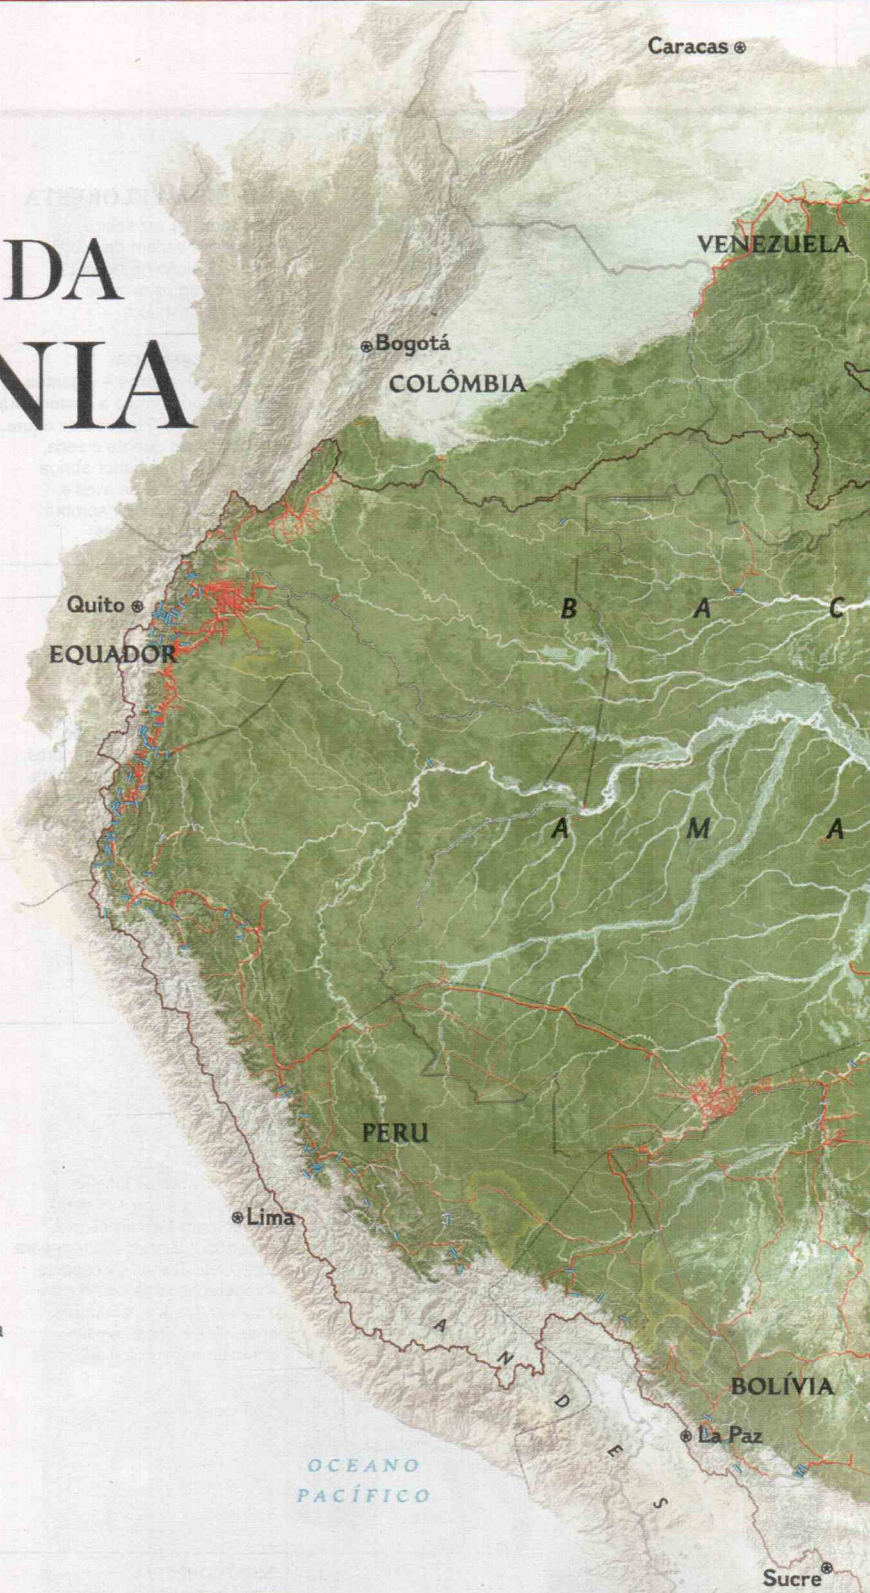 Caracas
DA
VENEZUELA
NIA
Bogotá
COLÔMBIA
Quito
B A C
EQUADOR
A M A
PERU
Lima
A N D E S
BOLÍVIA
La Paz
OCEANO
PACÍFICO
Sucre